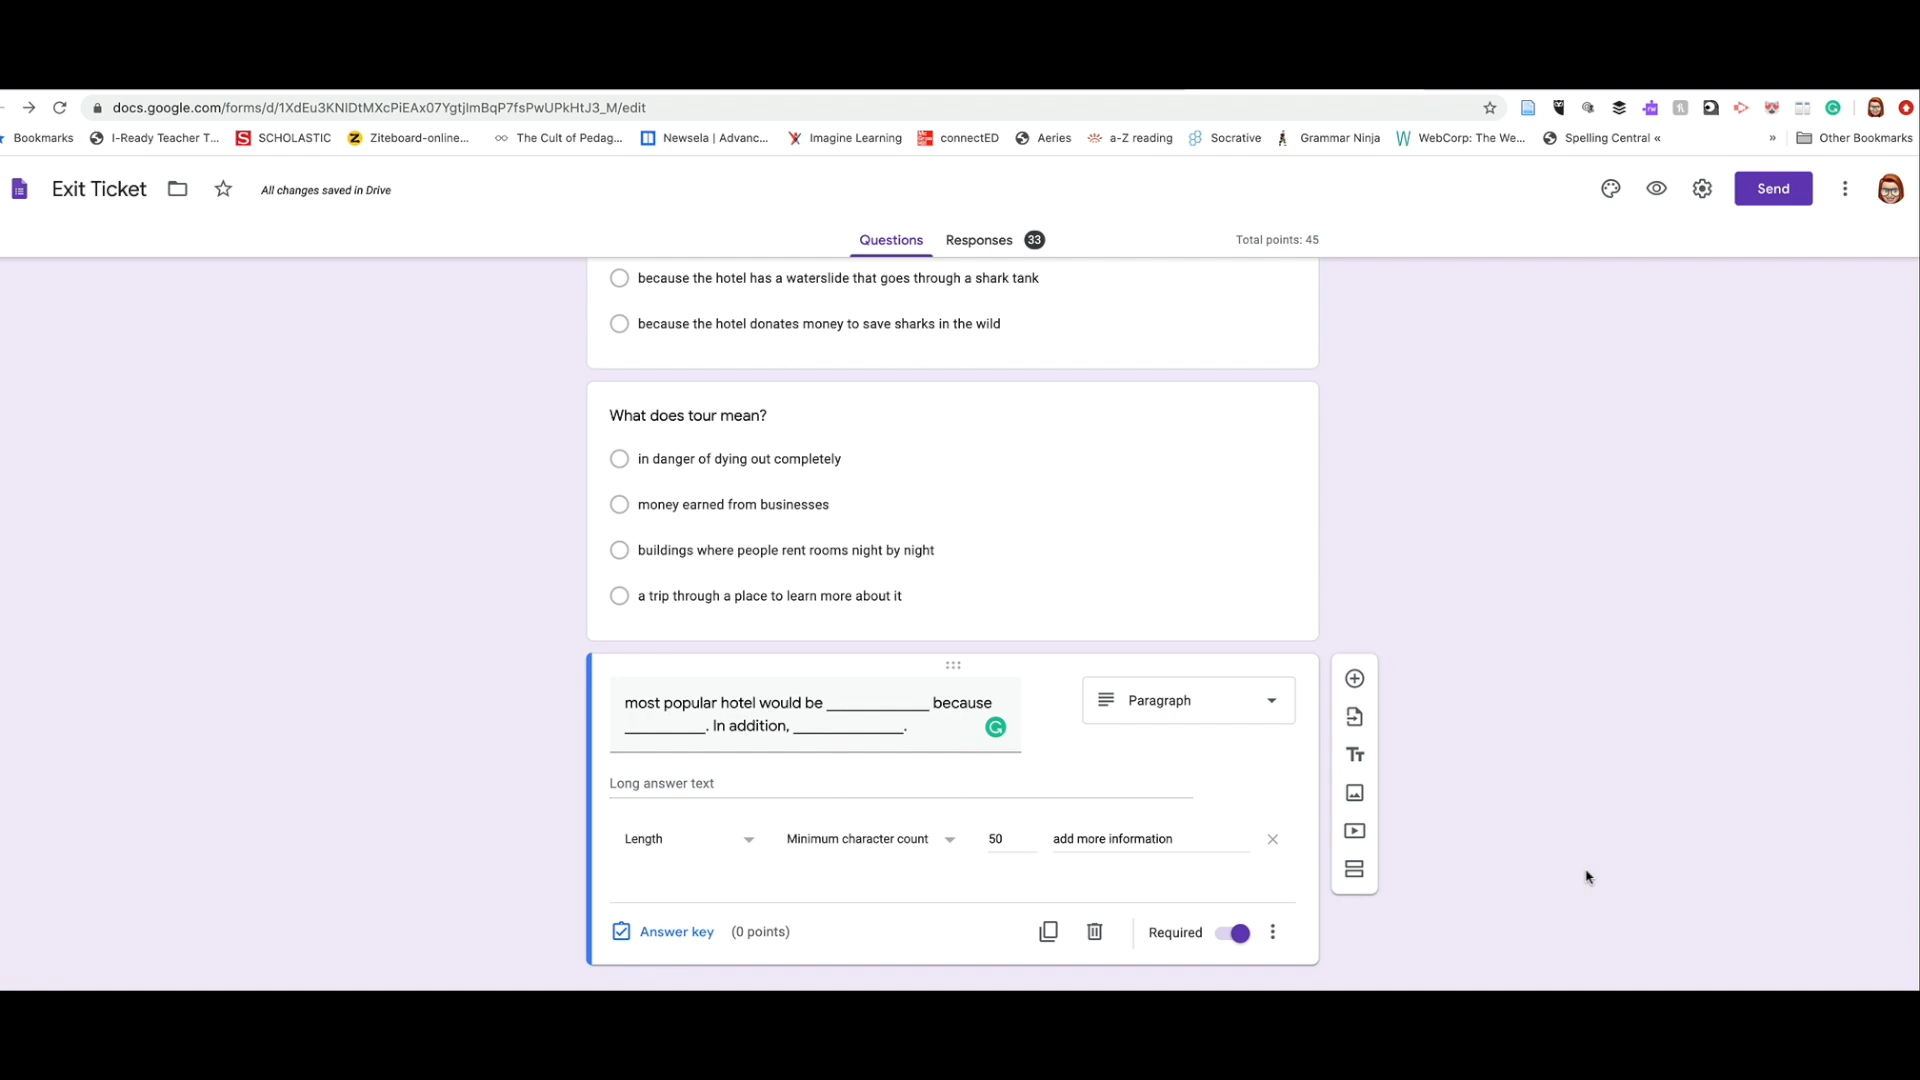 docs.google.com/forms/d/1XdEu3KNIDtMXcPiEAx07YgtjlmBqP7fsPwUPkHtJ3_M/edit
Bookmarks I-Ready Teacher T... SCHOLASTIC Ziteboard-online... The Cult of Pedag... Newsela | Advanc... Imagine Learning connectED Aeries a-Z reading Socrative Grammar Ninja WebCorp: The We... Spelling Central « » Other Bookmarks
Exit Ticket All changes saved in Drive Send
Questions Responses 33 Total points: 45
because the hotel has a waterslide that goes through a shark tank
because the hotel donates money to save sharks in the wild
What does tour mean?
in danger of dying out completely
money earned from businesses
buildings where people rent rooms night by night
a trip through a place to learn more about it
most popular hotel would be _____________ because
__________. In addition, ______________.
Paragraph
Long answer text
Length Minimum character count 50 add more information
Answer key (0 points) Required